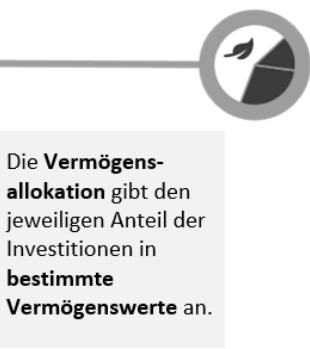 Die Vermögens-
allokation gibt den
jeweiligen Anteil der
Investitionen in
bestimmte
Vermögenswerte an.